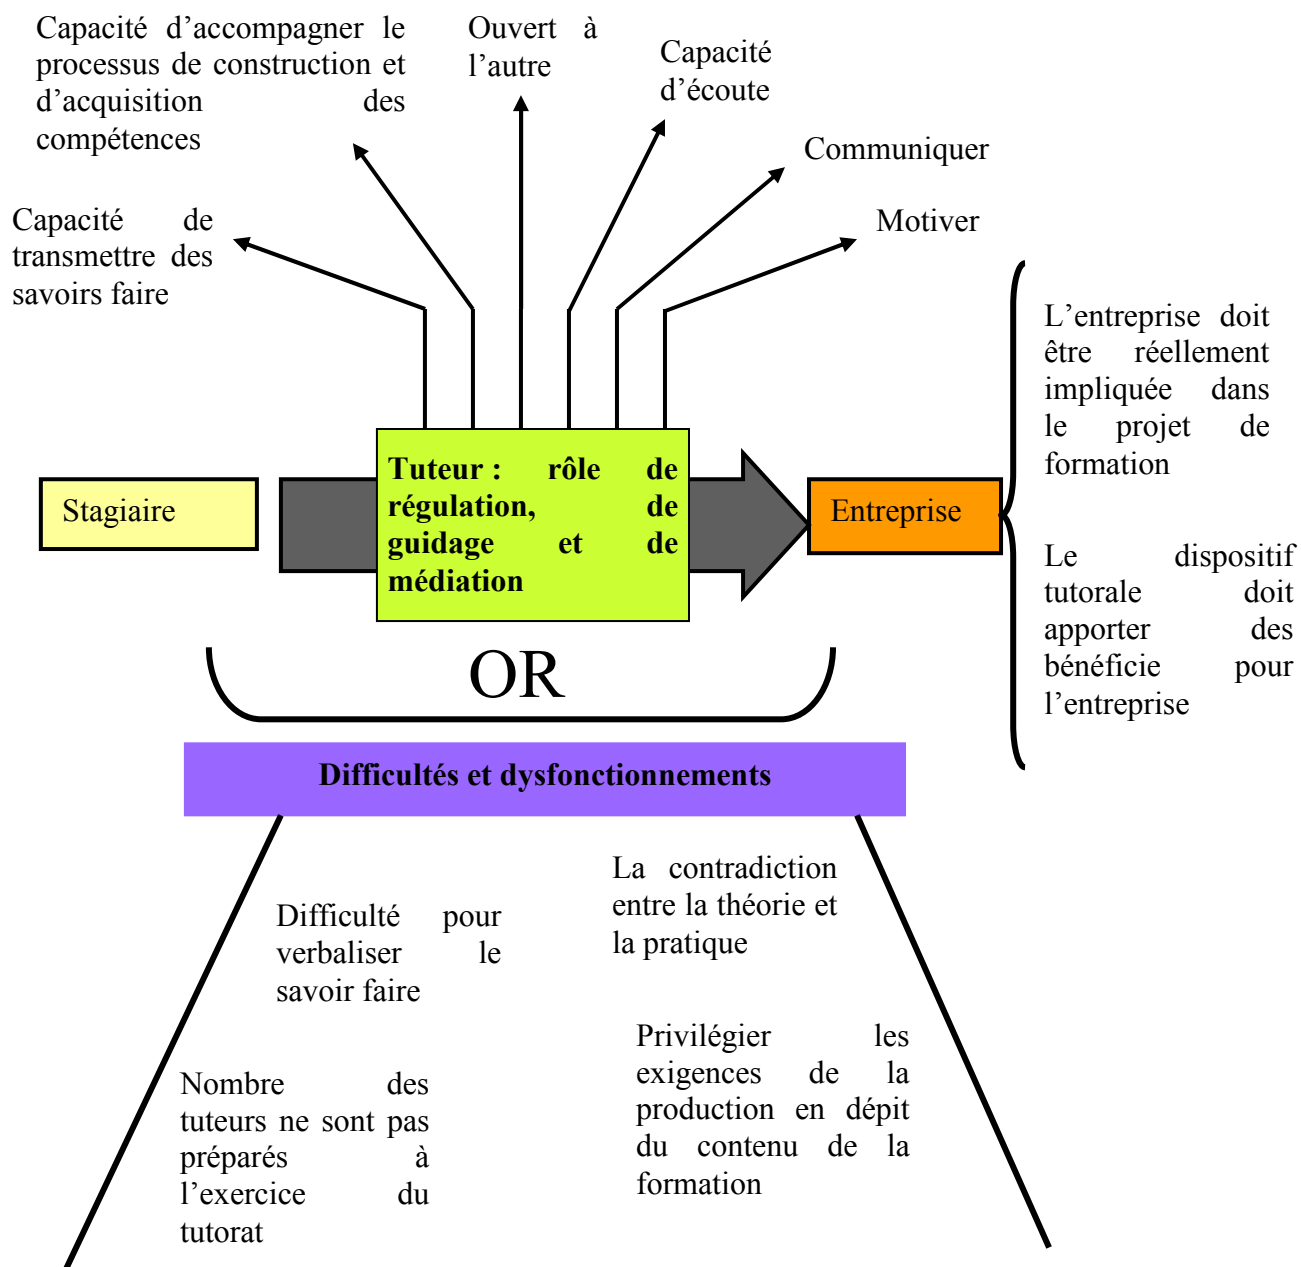 Capacité d’accompagner le
processus de construction et
d’acquisition des
compétences
Ouvert à
l’autre
Capacité
d’écoute
Communiquer
Motiver
Capacité de
transmettre des
savoirs faire
L’entreprise doit
être réellement
impliquée dans
le projet de
formation
Le dispositif
tutorale doit
apporter des
bénéficie pour
l’entreprise
Stagiaire
Tuteur : rôle de
régulation, de
guidage et de
médiation
Entreprise
OR
Difficultés et dysfonctionnements
Difficulté pour
verbaliser le
savoir faire
La contradiction
entre la théorie et
la pratique
Nombre des
tuteurs ne sont pas
préparés à
l’exercice du
tutorat
Privilégier les
exigences de la
production en dépit
du contenu de la
formation